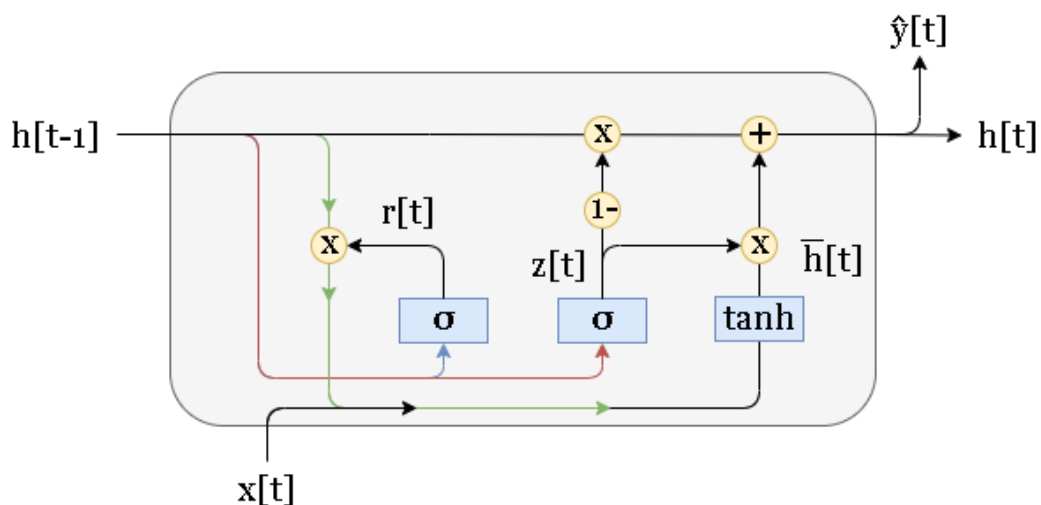 ŷ[t]
h[t-1]
x
+
h[t]
1-
r[t]
x
z[t]
x
h̅[t]
σ
σ
tanh
x[t]